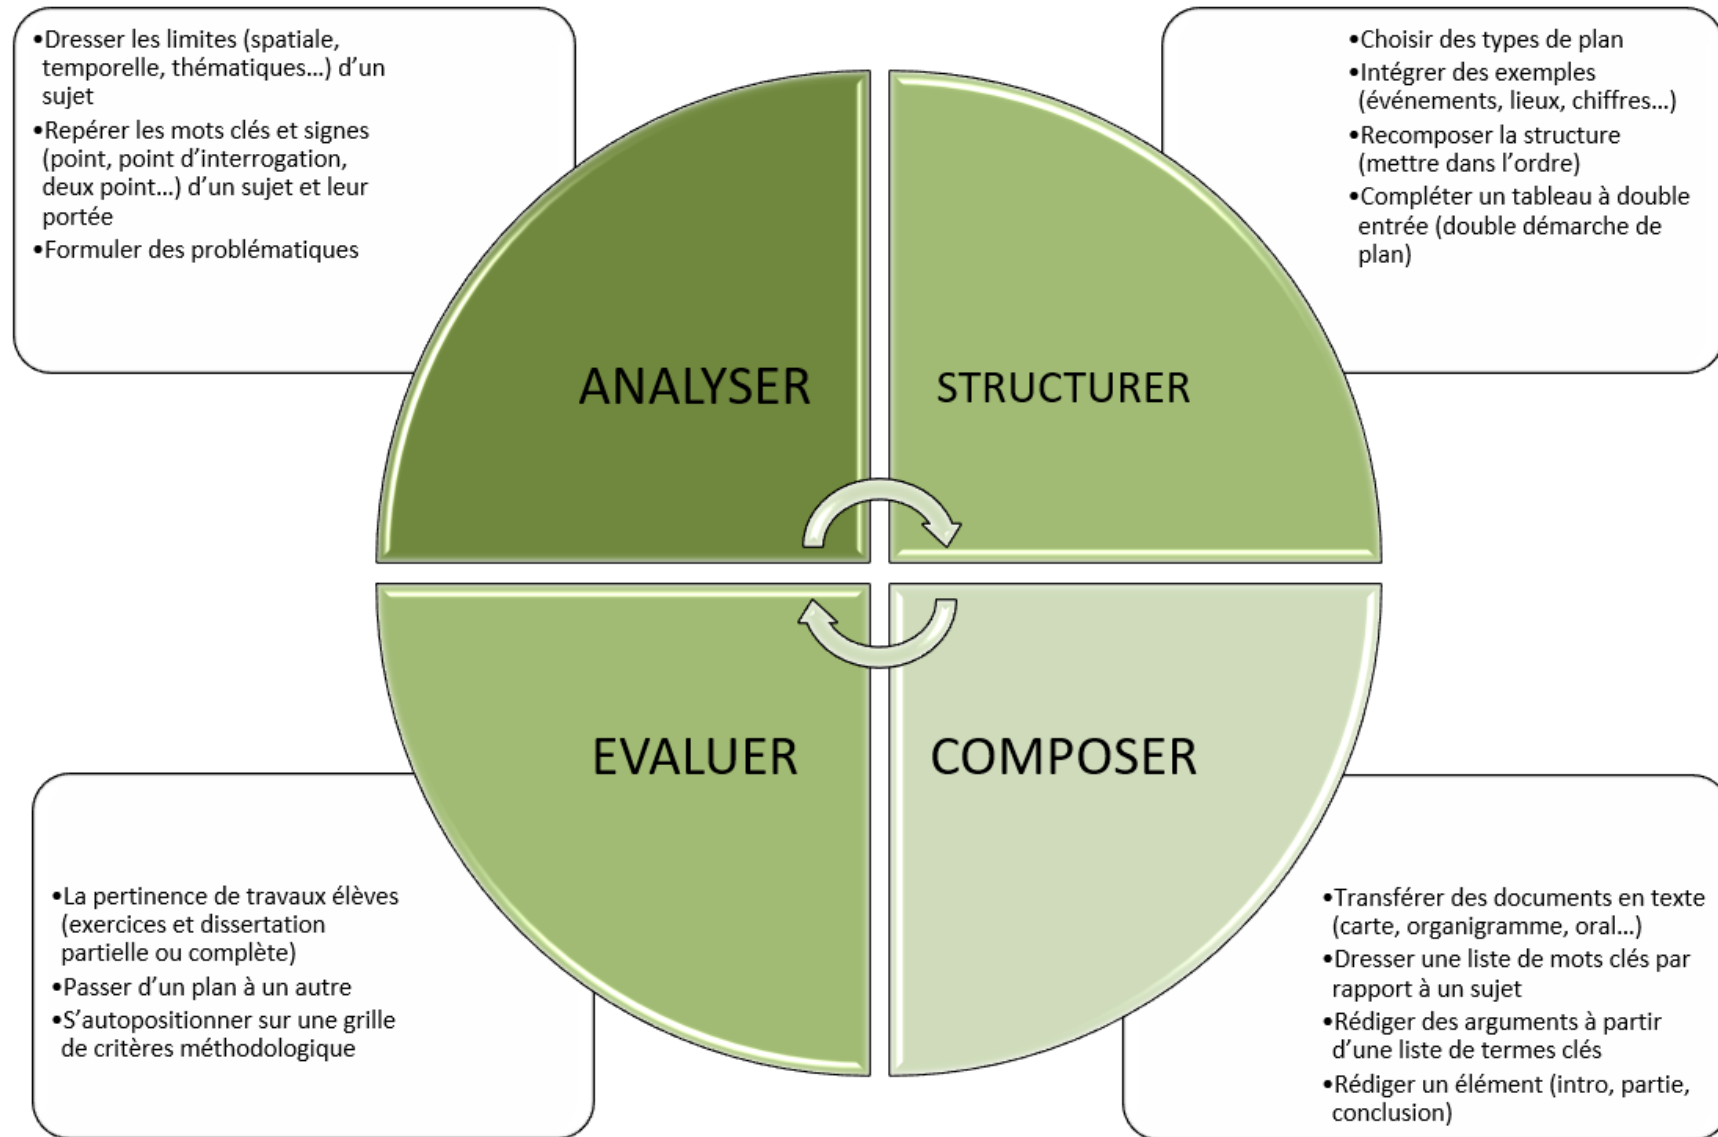 •Dresser les limites (spatiale,
temporelle, thématiques...) d'un
sujet
•Repérer les mots clés et signes
(point, point d'interrogation,
deux point...) d'un sujet et leur
portée
•Formuler des problématiques
•Choisir des types de plan
•Intégrer des exemples
(événements, lieux, chiffres...)
•Recomposer la structure
(mettre dans l'ordre)
•Compléter un tableau à double
entrée (double démarche de
plan)
ANALYSER
STRUCTURER
EVALUER
COMPOSER
•La pertinence de travaux élèves
(exercices et dissertation
partielle ou complète)
•Passer d'un plan à un autre
•S'autopositionner sur une grille
de critères méthodologique
•Transférer des documents en texte
(carte, organigramme, oral...)
•Dresser une liste de mots clés par
rapport à un sujet
•Rédiger des arguments à partir
d'une liste de termes clés
•Rédiger un élément (intro, partie,
conclusion)